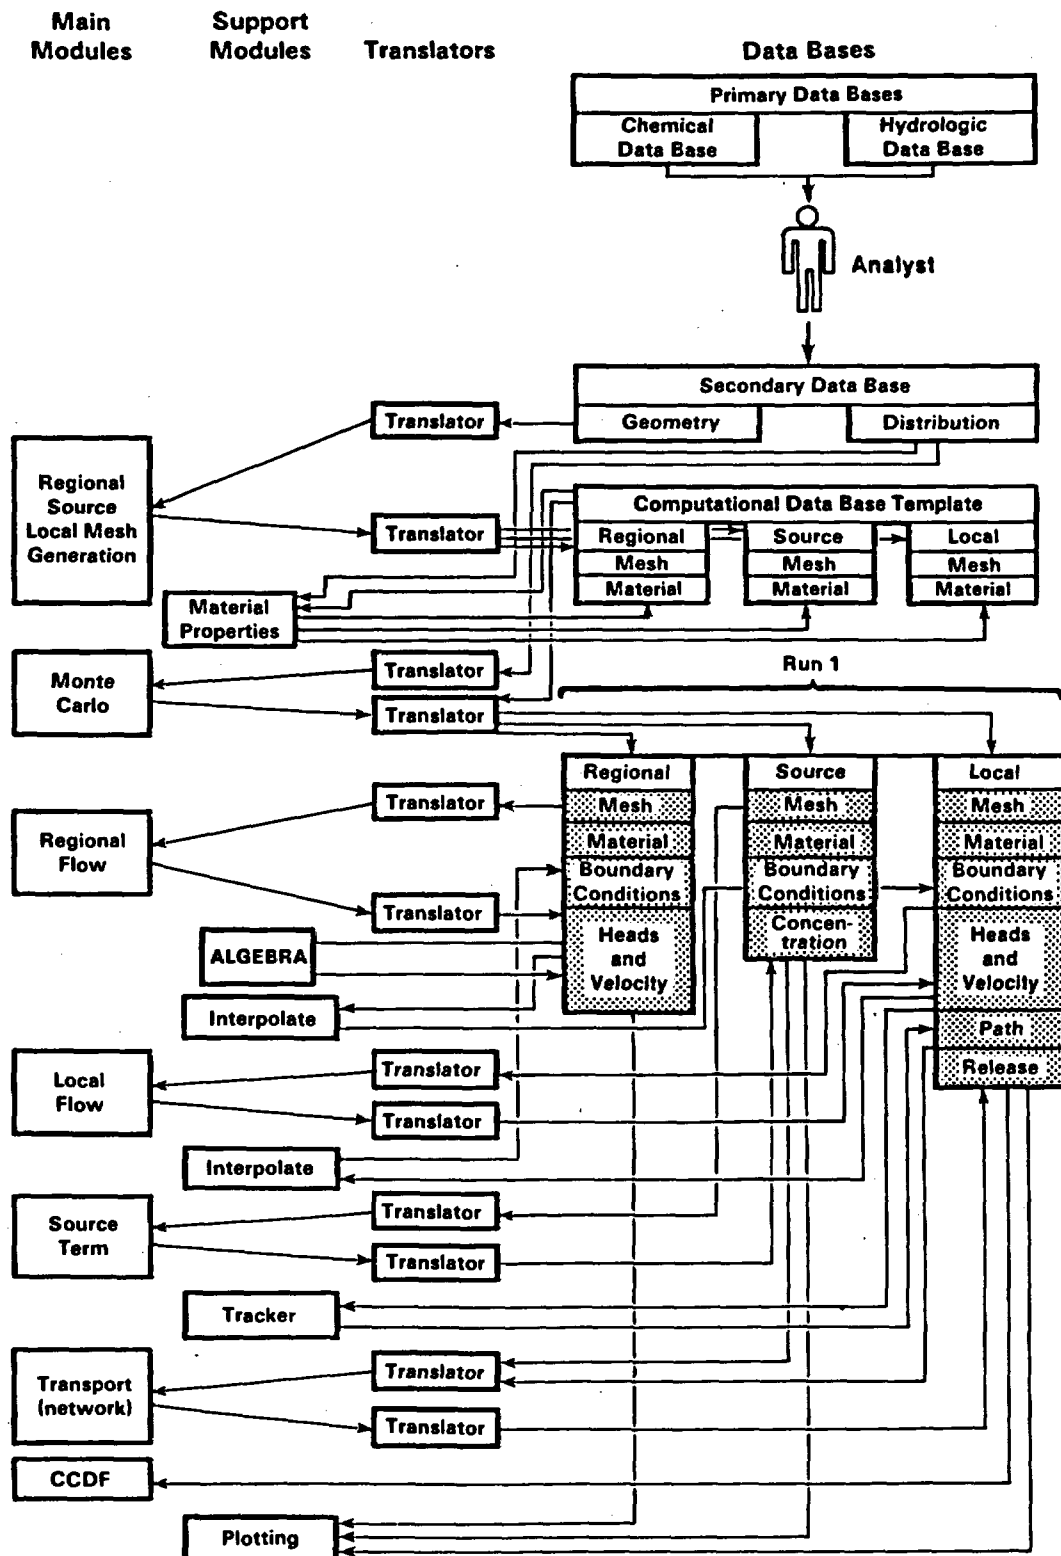 Main
Modules
Support
Modules
Translators
Data Bases
Primary Data Bases
Chemical
Data Base
Hydrologic
Data Base
Analyst
Secondary Data Base
Geometry
Distribution
Translator
Regional
Source
Local Mesh
Generation
Computational Data Base Template
Translator
Regional
Mesh
Material
Source
Mesh
Material
Local
Mesh
Material
Material
Properties
Monte
Carlo
Translator
Translator
Run 1
Regional
Mesh
Material
Boundary
Conditions
Heads
and
Velocity
Source
Mesh
Material
Boundary
Conditions
Concen-
tration
Local
Mesh
Material
Boundary
Conditions
Heads
and
Velocity
Path
Release
Regional
Flow
Translator
Translator
ALGEBRA
Interpolate
Local
Flow
Translator
Translator
Interpolate
Source
Term
Translator
Translator
Tracker
Transport
(network)
Translator
Translator
CCDF
Plotting